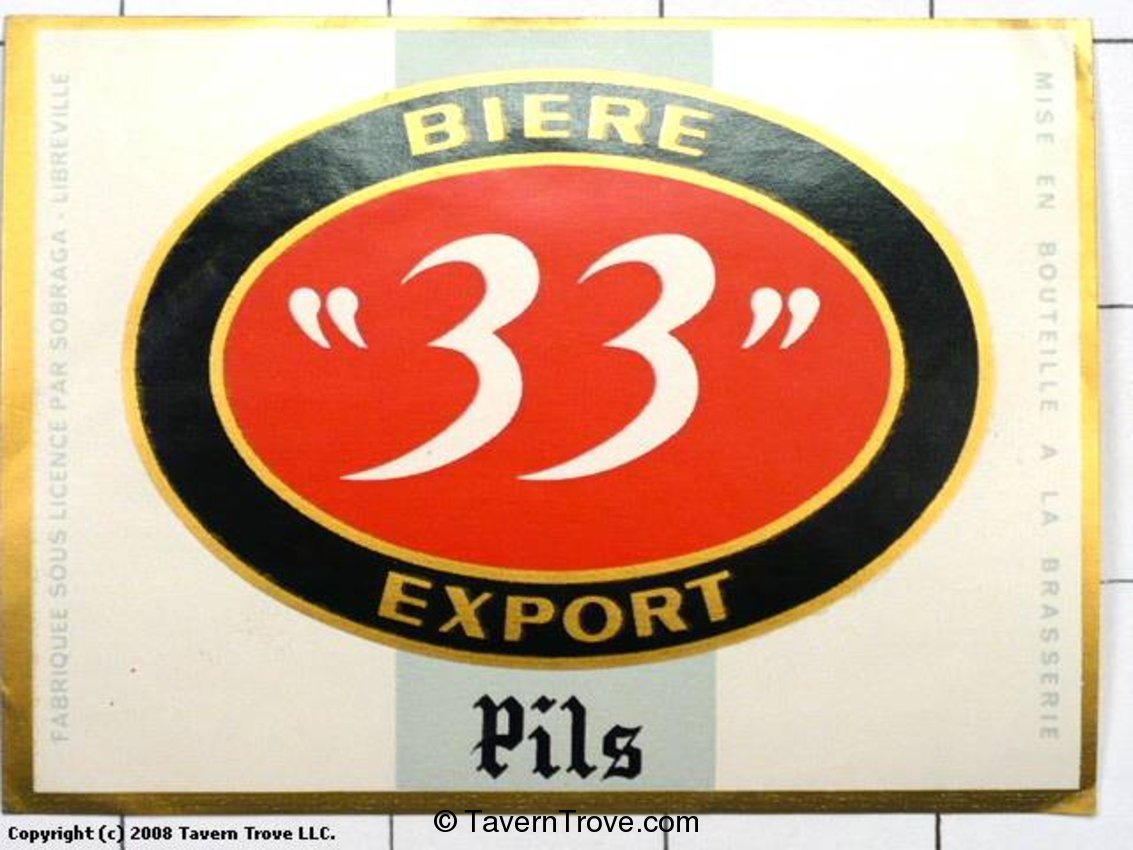 BIERE
“33”
EXPORT
Pils
FABRIQUEE SOUS LICENCE PAR SOBRAGA - LIBREVILLE
MISE EN BOUTEILLE A LA BRASSERIE
© TavernTrove.com
Copyright (c) 2008 Tavern Trove LLC.